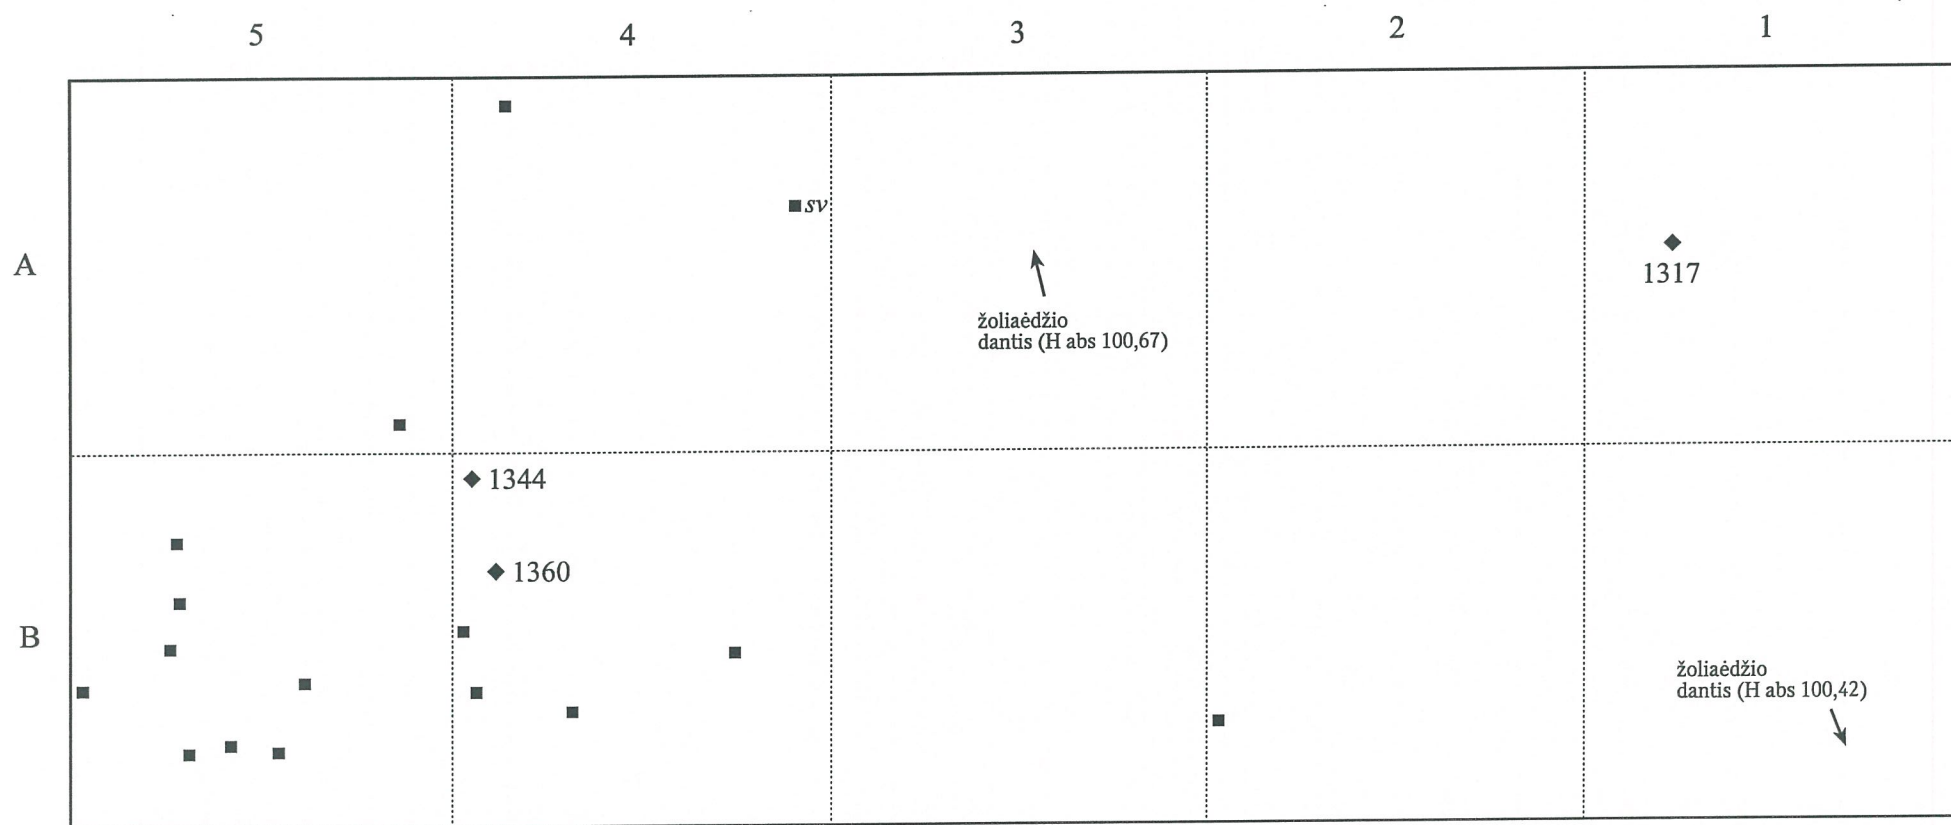 5 4 3 2 1
sv
A
1317
žoliaėdžio
dantis (H abs 100,67)
1344
1360
B
žoliaėdžio
dantis (H abs 100,42)